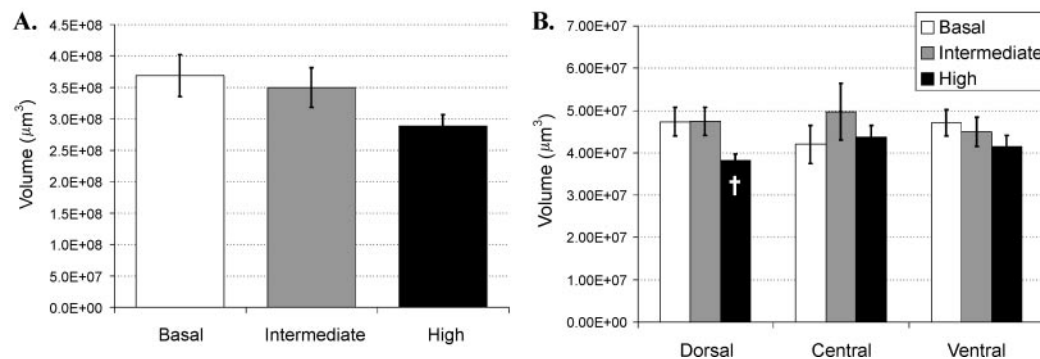 A.
Volume (μm³)
4.5E+08
4.0E+08
3.5E+08
3.0E+08
2.5E+08
2.0E+08
1.5E+08
1.0E+08
5.0E+07
0.0E+00
Basal Intermediate High
B.
Volume (μm³)
7.00E+07
6.00E+07
5.00E+07
4.00E+07
3.00E+07
2.00E+07
1.00E+07
0.00E+00
Basal
Intermediate
High
†
Dorsal Central Ventral